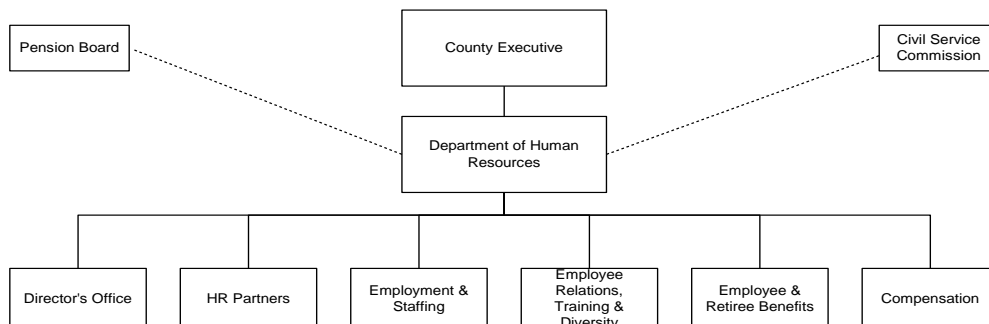 Pension Board
County Executive
Civil Service
Commission
Department of Human
Resources
Director's Office
HR Partners
Employment &
Staffing
Employee
Relations,
Training &
Diversity
Employee &
Retiree Benefits
Compensation